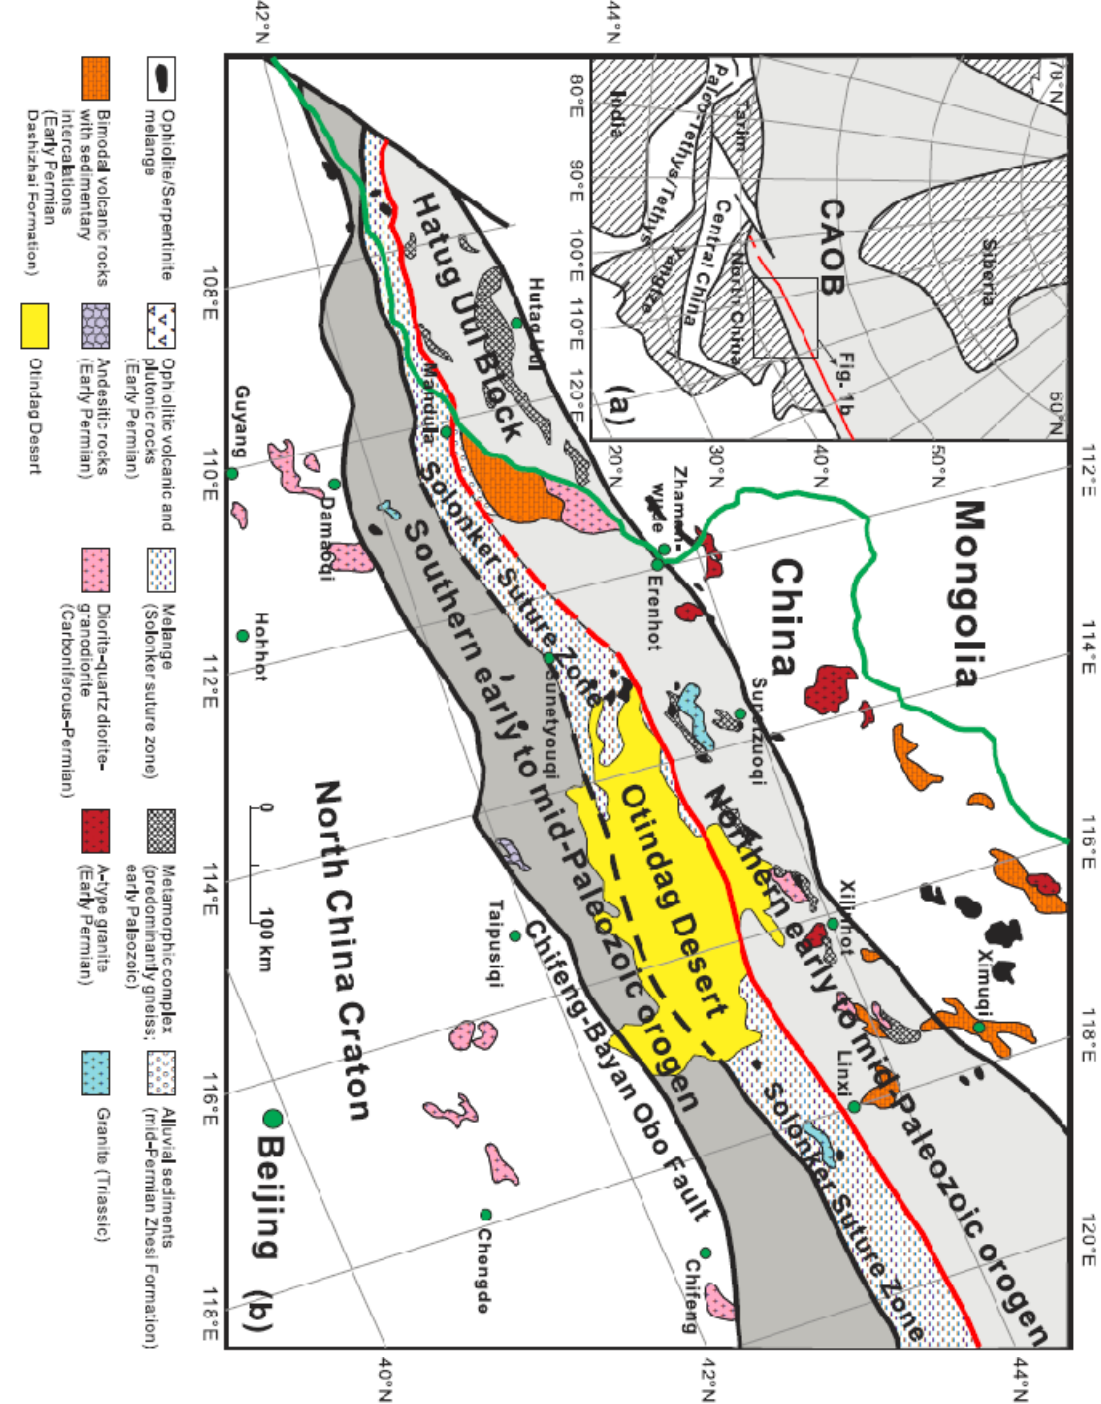 42°N
44°N
70°N
80°E
90°E
100°E
110°E
120°E
60°N
50°N
40°N
30°N
20°N
India
Tarim
Paleo-Tethys/Tethys
Central China
Yangtze
North China
CAOB
Siberia
Fig. 1b
(a)
112°E
114°E
116°E
118°E
120°E
Mongolia
China
Hatug Uul Block
Hutag Uul
Mandula
Zhamen-
Uude
Erenhot
Sunitzuoqi
Xilinhot
Ximuqi
Linxi
Northern early to mid-Paleozoic orogen
Solonker Suture Zone
Sunetyouqi
Otindag Desert
Solonker Suture Zone
Southern early to mid-Paleozoic orogen
Chifeng-Bayan Obo Fault
Guyang
Damaoqi
Hohhot
North China Craton
Taipusiqi
Chengde
Chifeng
Beijing
(b)
0
100 km
108°E
110°E
112°E
114°E
116°E
118°E
40°N
42°N
44°N
Ophiolite/Serpentinite
melange
Ophiolitic volcanic and
plutonic rocks
(Early Permian)
Melange
(Solonker suture zone)
Metamorphic complex
(predominantly gneiss;
early Paleozoic)
Alluvial sediments
(mid-Permian Zhesi Formation)
Bimodal volcanic rocks
with sedimentary
intercalations
(Early Permian
Dashizhai Formation)
Andesitic rocks
(Early Permian)
Diorite-quartz diorite-
granodiorite
(Carboniferous-Permian)
A-type granite
(Early Permian)
Granite (Triassic)
Otindag Desert